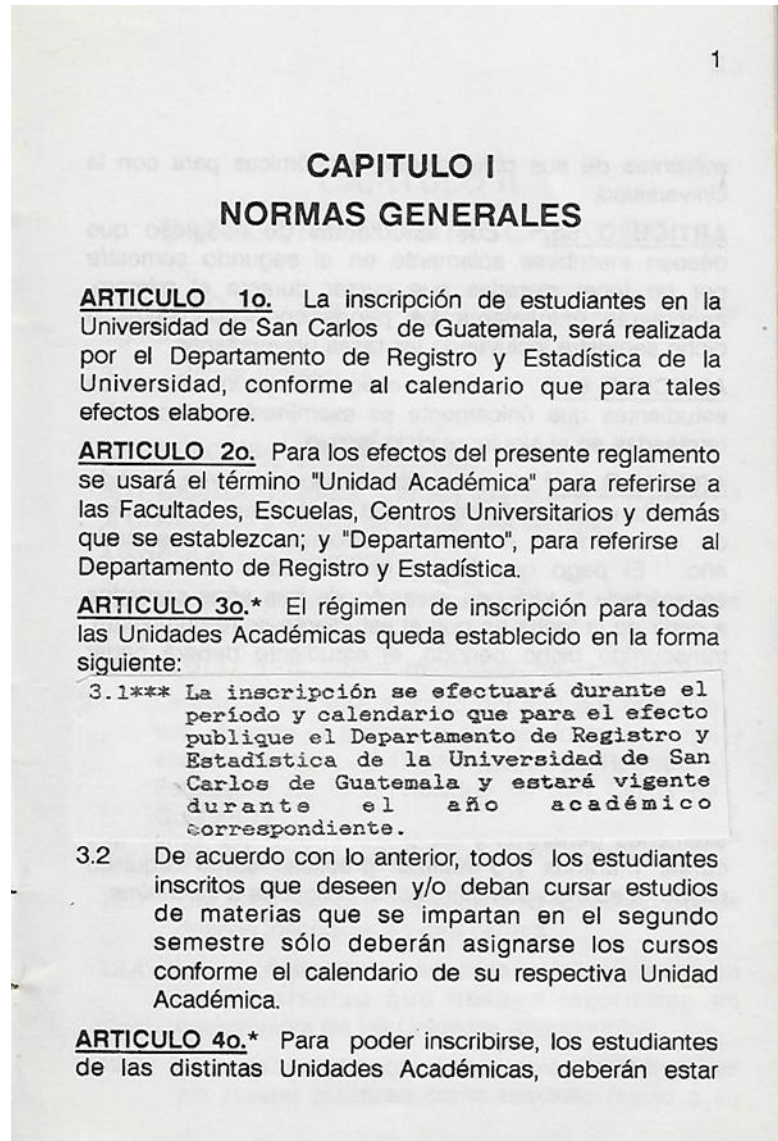 1
CAPITULO I
NORMAS GENERALES
ARTICULO 1o. La inscripción de estudiantes en la
Universidad de San Carlos de Guatemala, será realizada
por el Departamento de Registro y Estadística de la
Universidad, conforme al calendario que para tales
efectos elabore.
ARTICULO 2o. Para los efectos del presente reglamento
se usará el término "Unidad Académica" para referirse a
las Facultades, Escuelas, Centros Universitarios y demás
que se establezcan; y "Departamento", para referirse al
Departamento de Registro y Estadística.
ARTICULO 3o.* El régimen de inscripción para todas
las Unidades Académicas queda establecido en la forma
siguiente:
3.1*** La inscripción se efectuará durante el
período y calendario que para el efecto
publique el Departamento de Registro y
Estadística de la Universidad de San
Carlos de Guatemala y estará vigente
durante el año académico
correspondiente.
3.2 De acuerdo con lo anterior, todos los estudiantes
inscritos que deseen y/o deban cursar estudios
de materias que se impartan en el segundo
semestre sólo deberán asignarse los cursos
conforme el calendario de su respectiva Unidad
Académica.
ARTICULO 4o.* Para poder inscribirse, los estudiantes
de las distintas Unidades Académicas, deberán estar